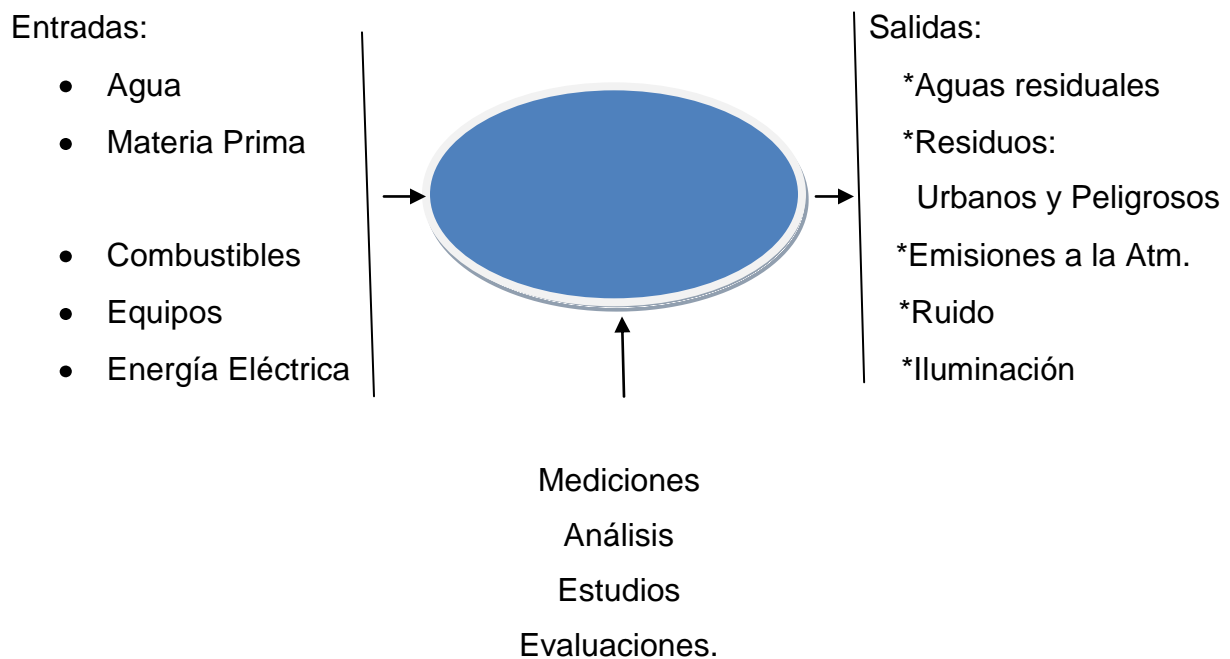 Entradas:
• Agua
• Materia Prima
• Combustibles
• Equipos
• Energía Eléctrica
Salidas:
*Aguas residuales
*Residuos:
Urbanos y Peligrosos
*Emisiones a la Atm.
*Ruido
*Iluminación
Mediciones
Análisis
Estudios
Evaluaciones.